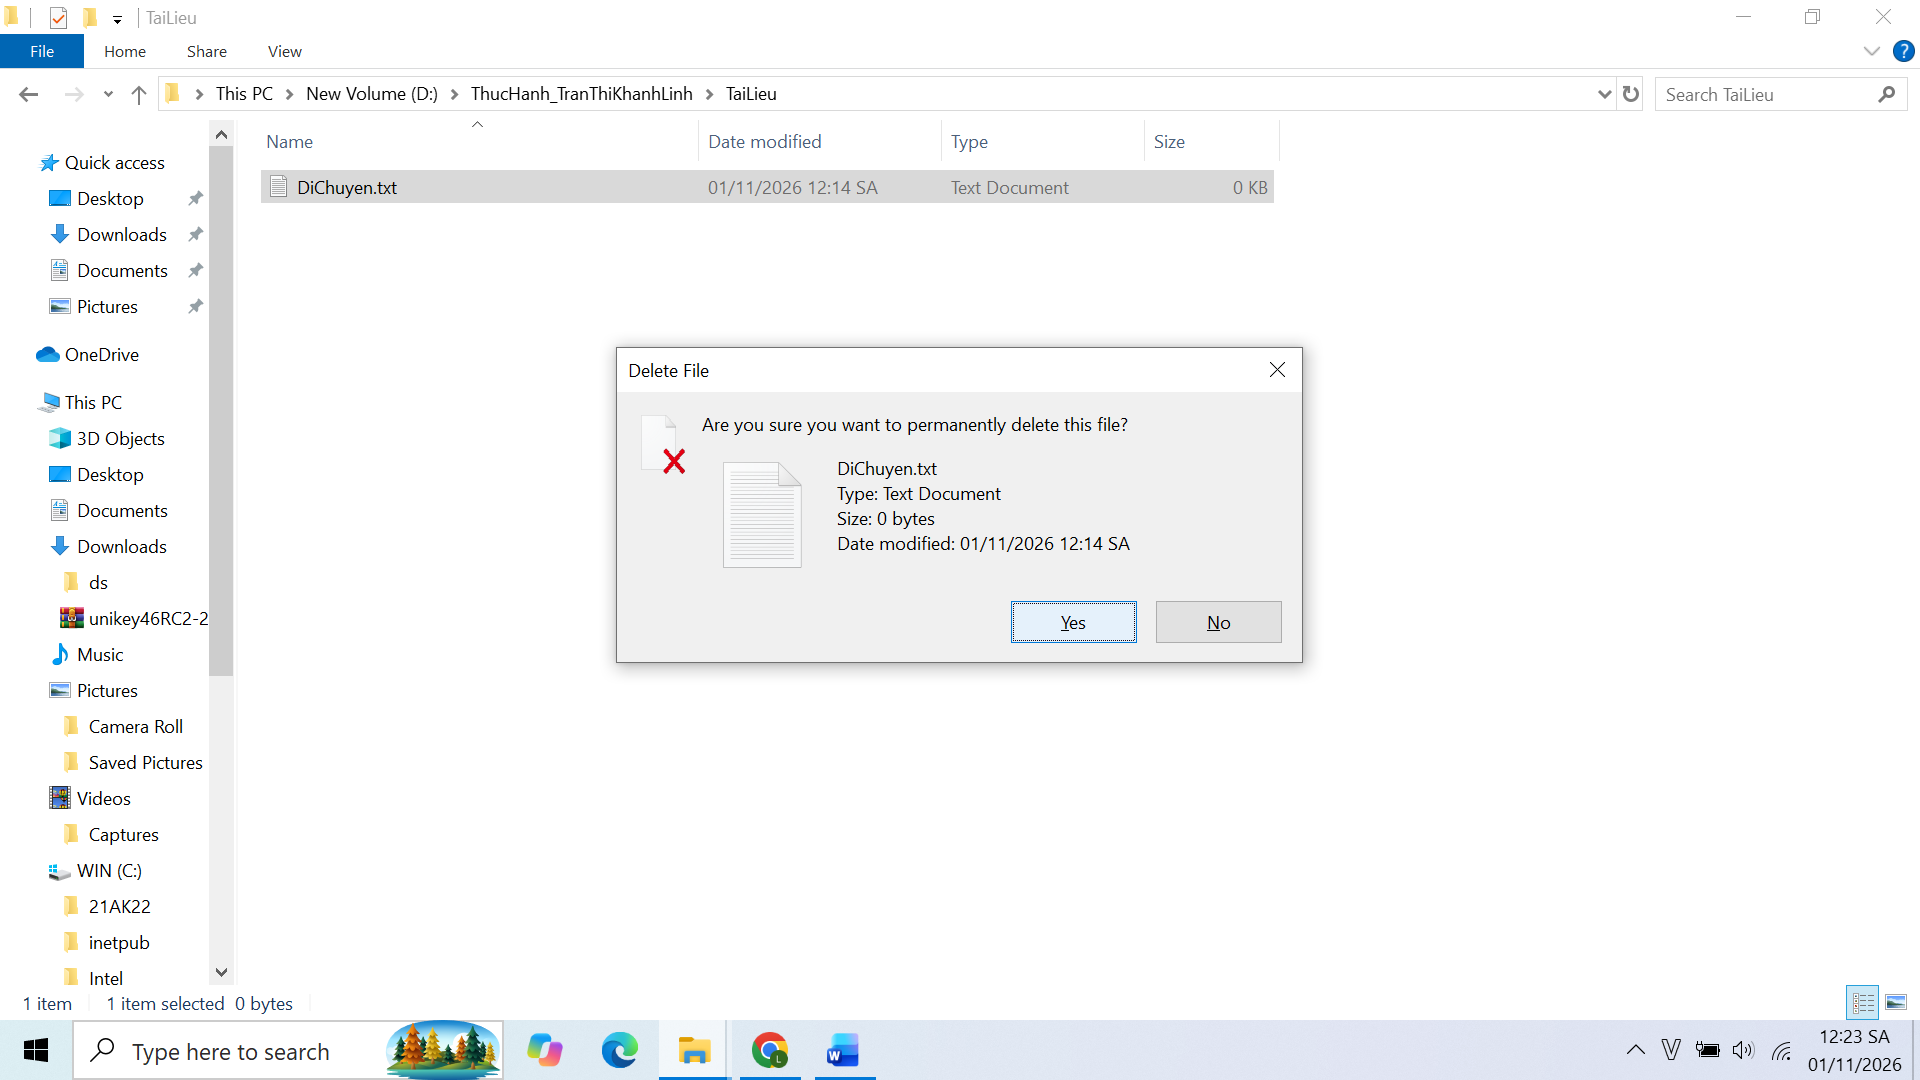 TaiLieu
File
Home
Share
View
?
This PC
New Volume (D:)
ThucHanh_TranThiKhanhLinh
TaiLieu
Search TaiLieu
Name
Date modified
Type
Size
DiChuyen.txt
01/11/2026 12:14 SA
Text Document
0 KB
Quick access
Desktop
Downloads
Documents
Pictures
OneDrive
This PC
3D Objects
Desktop
Documents
Downloads
ds
unikey46RC2-2
Music
Pictures
Camera Roll
Saved Pictures
Videos
Captures
WIN (C:)
21AK22
inetpub
Intel
Delete File
Are you sure you want to permanently delete this file?
DiChuyen.txt
Type: Text Document
Size: 0 bytes
Date modified: 01/11/2026 12:14 SA
Yes
No
1 item
1 item selected 0 bytes
Type here to search
L
W
V
12:23 SA
01/11/2026